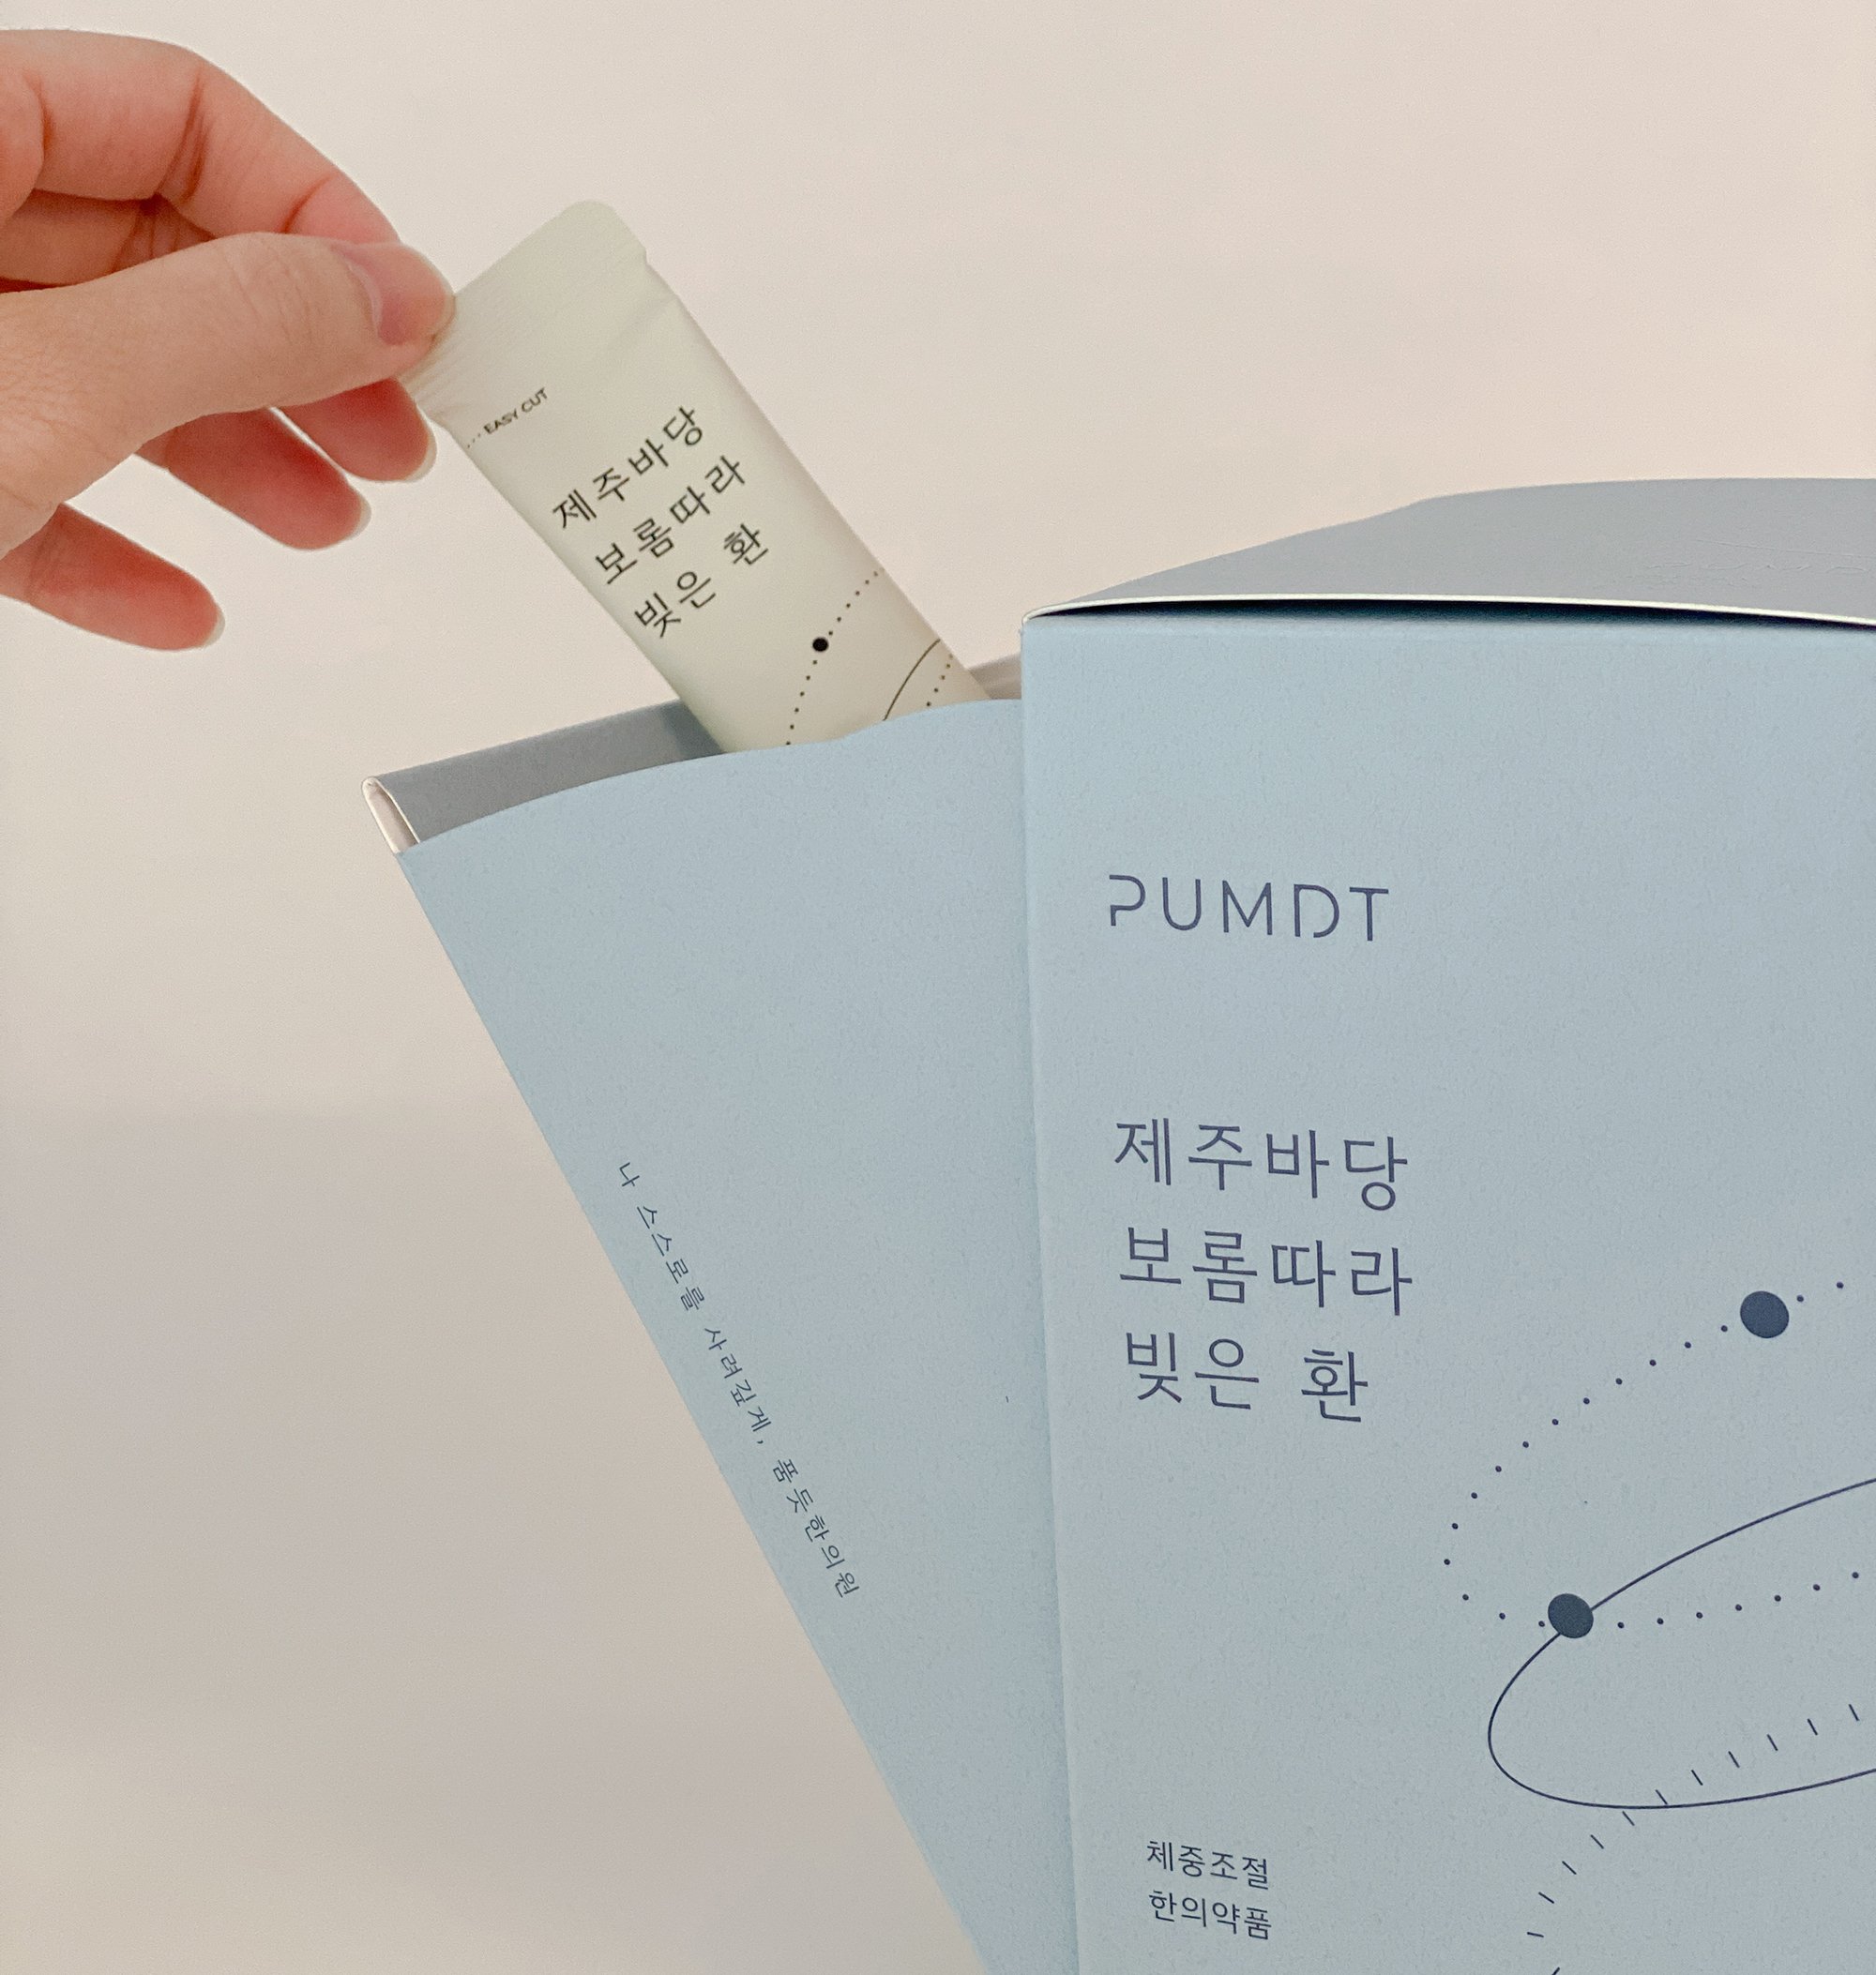 EASY CUT
제주바당
보롬따라
빚은 환
나 스스로를 사려깊게, 품듯한의원
PUMDT
제주바당
보롬따라
빚은 환
체중조절
한의약품